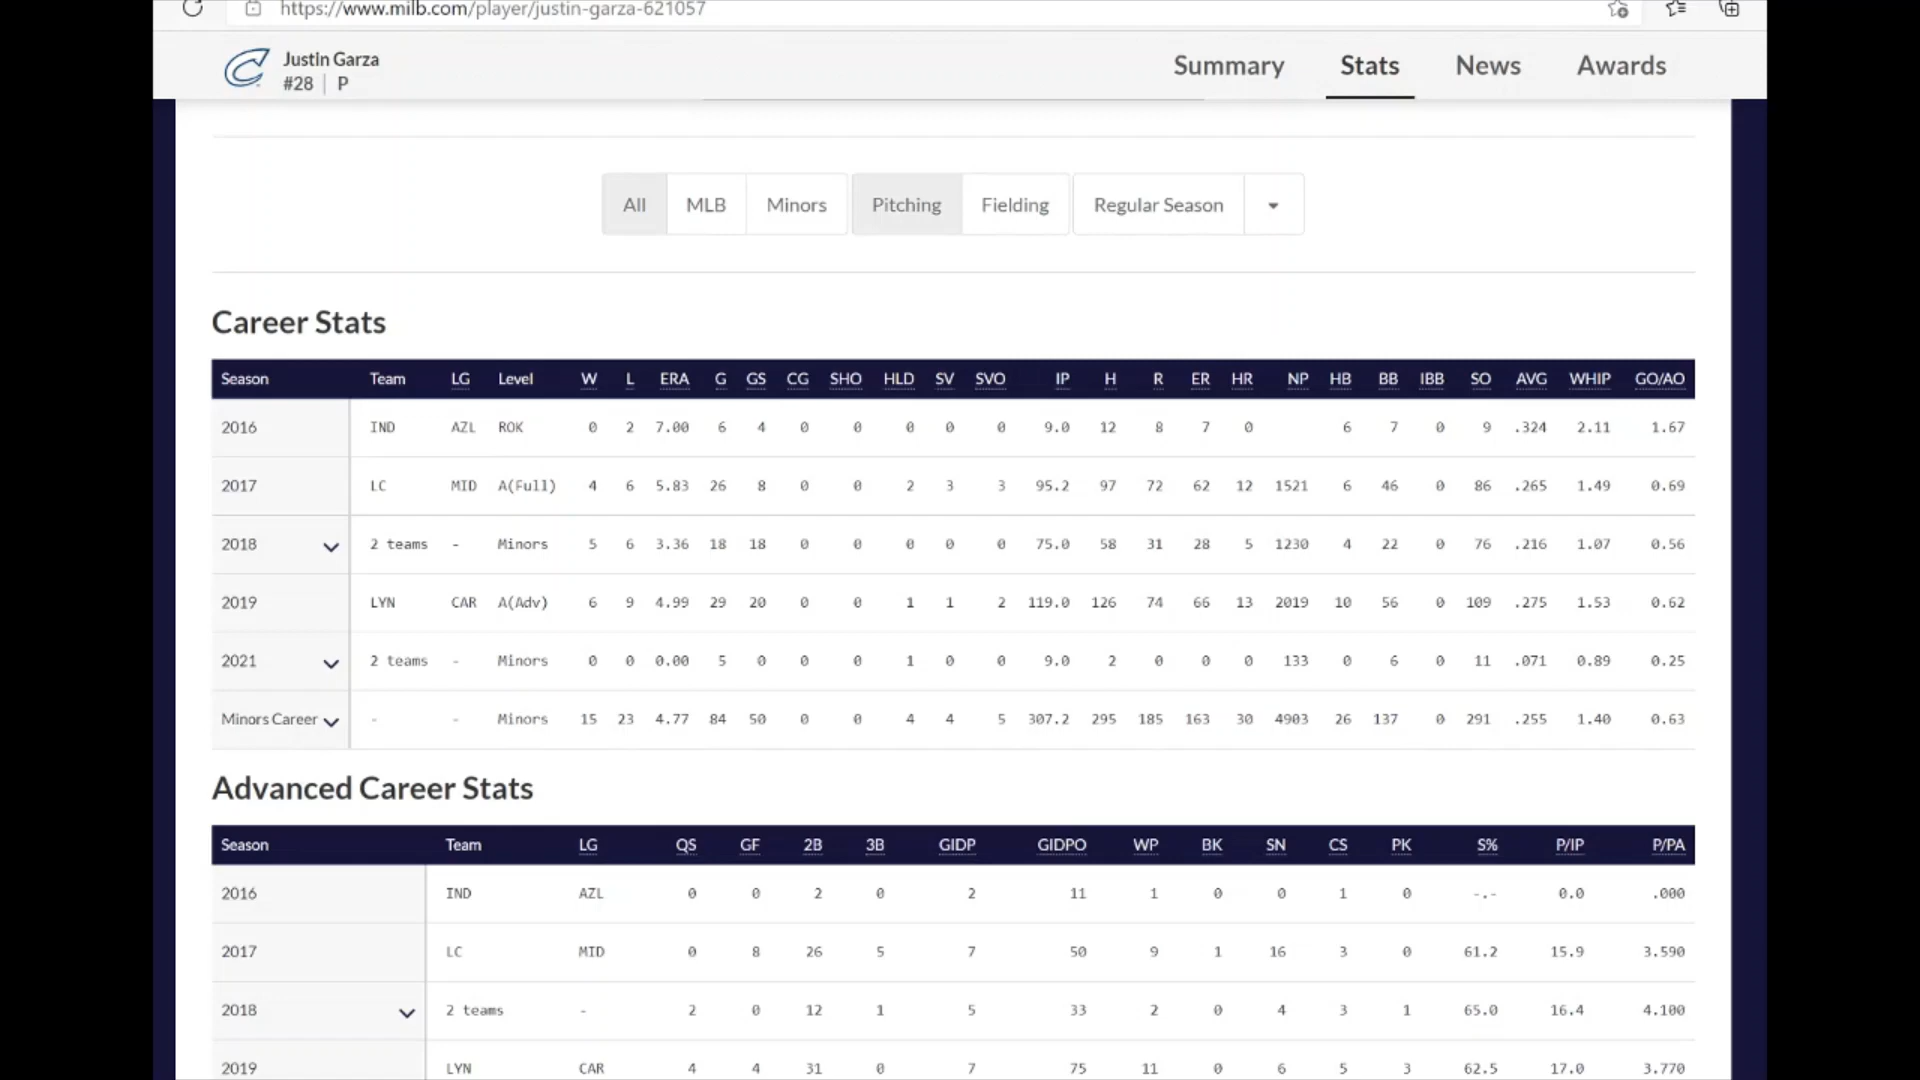 https://www.milb.com/player/justin-garza-621057
Justin Garza
#28 | P
Summary Stats News Awards
All MLB Minors Pitching Fielding Regular Season
Career Stats
Season Team LG Level W L ERA G GS CG SHO HLD SV SVO IP H R ER HR NP HB BB IBB SO AVG WHIP GO/AO
2016 IND AZL ROK 0 2 7.00 6 4 0 0 0 0 0 9.0 12 8 7 0 6 7 0 9 .324 2.11 1.67
2017 LC MID A(Full) 4 6 5.83 26 8 0 0 2 3 3 95.2 97 72 62 12 1521 6 46 0 86 .265 1.49 0.69
2018 2 teams - Minors 5 6 3.36 18 18 0 0 0 0 0 75.0 58 31 28 5 1230 4 22 0 76 .216 1.07 0.56
2019 LYN CAR A(Adv) 6 9 4.99 29 20 0 0 1 1 2 119.0 126 74 66 13 2019 10 56 0 109 .275 1.53 0.62
2021 2 teams - Minors 0 0 0.00 5 0 0 0 1 0 0 9.0 2 0 0 0 133 0 6 0 11 .071 0.89 0.25
Minors Career - - Minors 15 23 4.77 84 50 0 0 4 4 5 307.2 295 185 163 30 4903 26 137 0 291 .255 1.40 0.63
Advanced Career Stats
Season Team LG QS GF 2B 3B GIDP GIDPO WP BK SN CS PK S% P/IP P/PA
2016 IND AZL 0 0 2 0 2 11 1 0 0 1 0 -.- 0.0 .000
2017 LC MID 0 8 26 5 7 50 9 1 16 3 0 61.2 15.9 3.590
2018 2 teams - 2 0 12 1 5 33 2 0 4 3 1 65.0 16.4 4.100
2019 LYN CAR 4 4 31 0 7 75 11 0 6 5 3 62.5 17.0 3.770